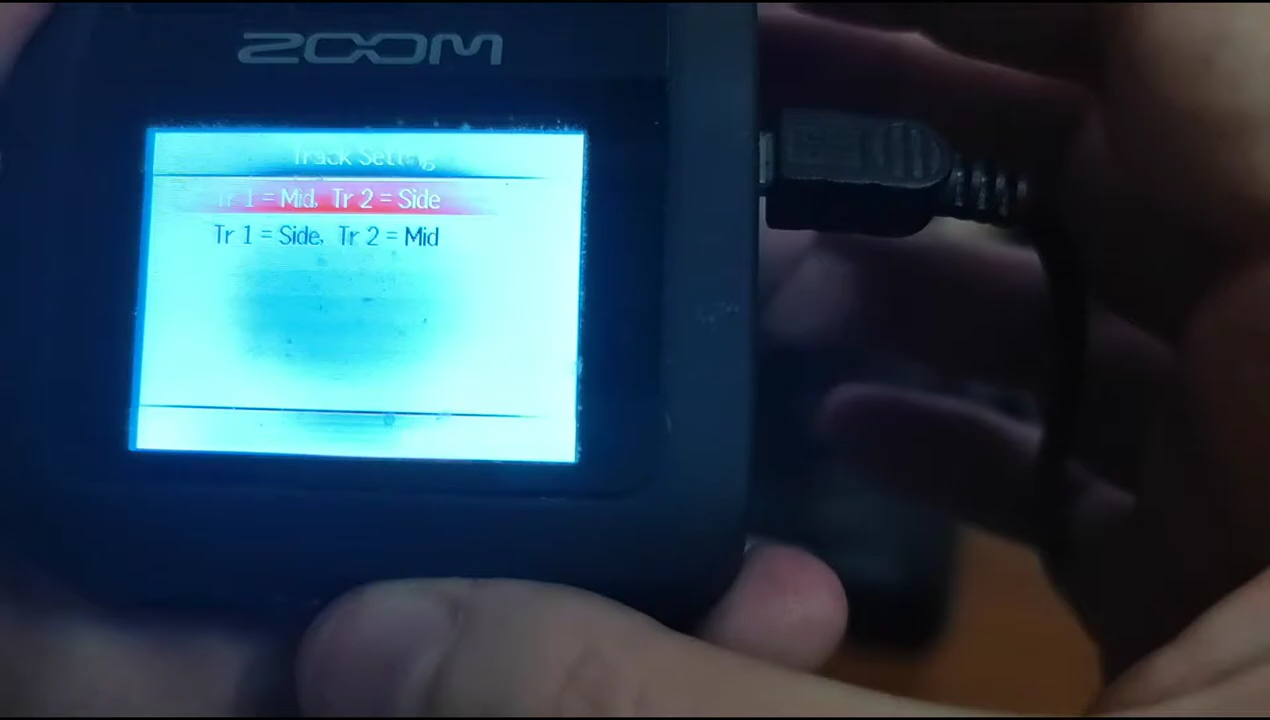 ZOOM
Track Setting
Tr 1 = Mid, Tr 2 = Side
Tr 1 = Side, Tr 2 = Mid